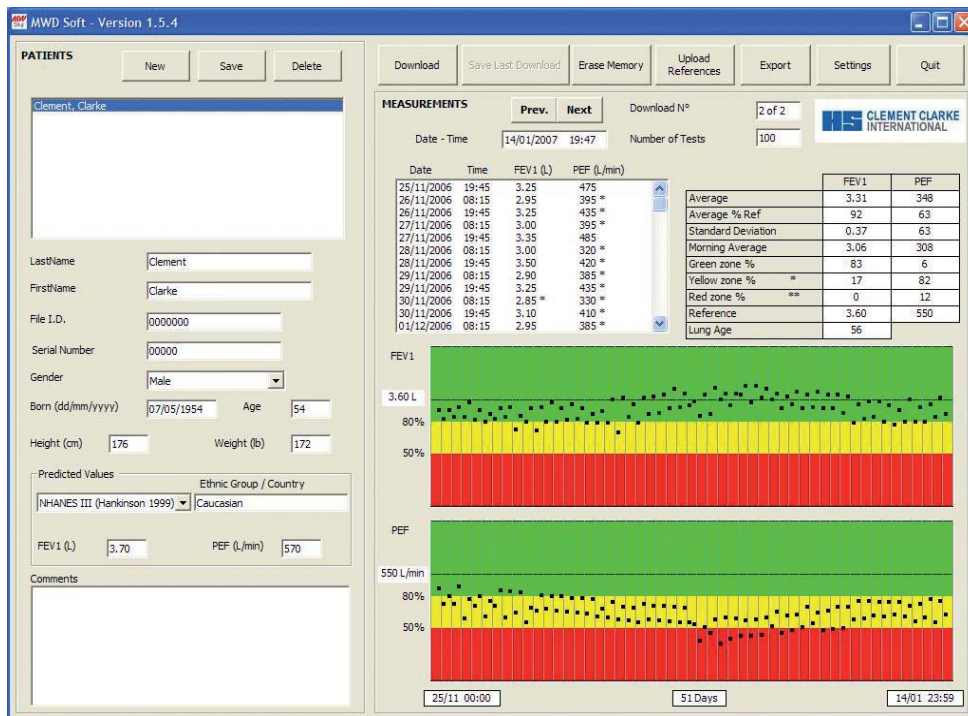 MWD Soft - Version 1.5.4
PATIENTS
New Save Delete
Clement, Clarke
LastName Clement
FirstName Clarke
File I.D. 0000000
Serial Number 00000
Gender Male
Born (dd/mm/yyyy) 07/05/1954 Age 54
Height (cm) 176 Weight (lb) 172
Predicted Values
Ethnic Group / Country
NHANES III (Hankinson 1999) Caucasian
FEV1 (L) 3.70 PEF (L/min) 570
Comments
Download Save Last Download Erase Memory Upload References Export Settings Quit
MEASUREMENTS Prev. Next Download N° 2 of 2
Date - Time 14/01/2007 19:47 Number of Tests 100
CLEMENT CLARKE
INTERNATIONAL
Date Time FEV1 (L) PEF (L/min)
25/11/2006 19:45 3.25 475
26/11/2006 08:15 2.95 395 *
26/11/2006 19:45 3.25 435 *
27/11/2006 08:15 3.00 395 *
27/11/2006 19:45 3.35 485
28/11/2006 08:15 3.00 320 *
28/11/2006 19:45 3.50 420 *
29/11/2006 08:15 2.90 385 *
29/11/2006 19:45 3.25 435 *
30/11/2006 08:15 2.85 * 330 *
30/11/2006 19:45 3.10 410 *
01/12/2006 08:15 2.95 385 *
FEV1 PEF
Average 3.31 348
Average % Ref 92 63
Standard Deviation 0.37 63
Morning Average 3.06 308
Green zone % 83 6
Yellow zone % * 17 82
Red zone % ** 0 12
Reference 3.60 550
Lung Age 56
FEV1
3.60 L
80%
50%
PEF
550 L/min
80%
50%
25/11 00:00 51 Days 14/01 23:59